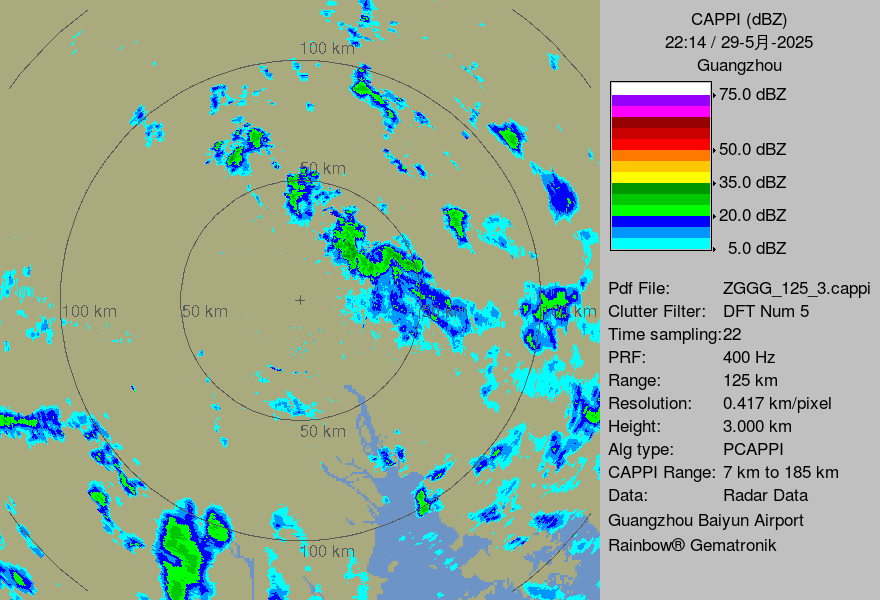 CAPPI (dBZ)
22:14 / 29-5月-2025
Guangzhou
75.0 dBZ
50.0 dBZ
35.0 dBZ
20.0 dBZ
5.0 dBZ
Pdf File: ZGGG_125_3.cappi
Clutter Filter: DFT Num 5
Time sampling:22
PRF: 400 Hz
Range: 125 km
Resolution: 0.417 km/pixel
Height: 3.000 km
Alg type: PCAPPI
CAPPI Range: 7 km to 185 km
Data: Radar Data
Guangzhou Baiyun Airport
Rainbow® Gematronik
100 km
50 km
100 km
50 km
km
km
50 km
100 km